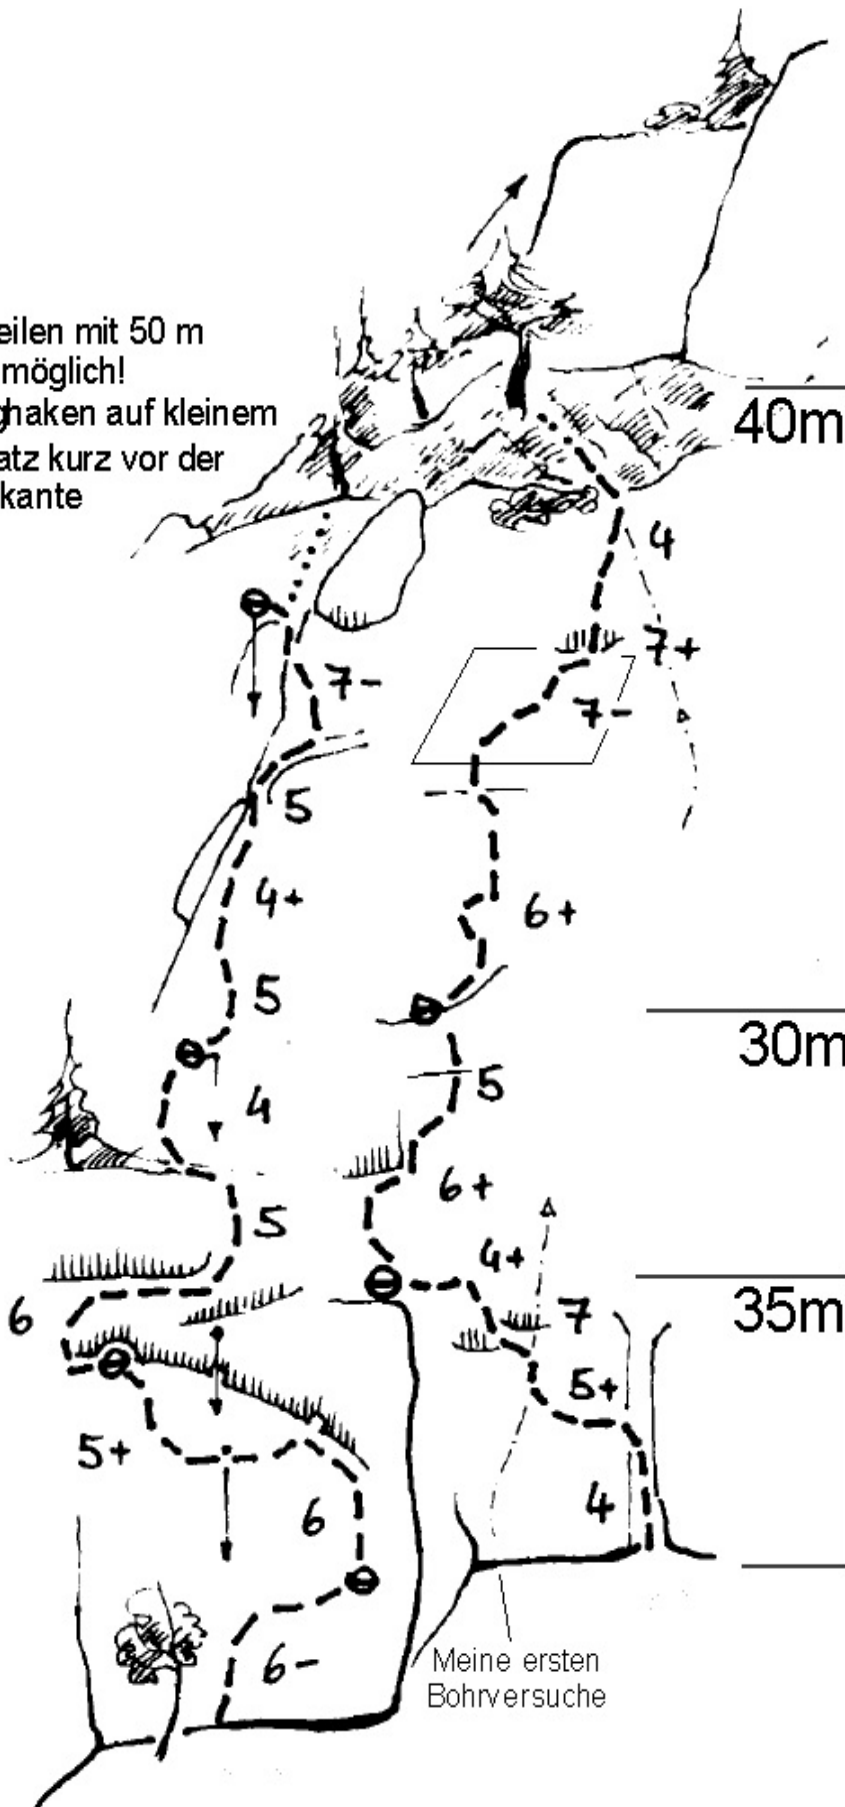 eilen mit 50 m
möglich!
ghaken auf kleinem
atz kurz vor der
kante
40m
4
7+
7-
7-
5
4+
6+
5
30m
5
4
6+
5
4+
6
7
35m
5+
5+
4
6
6-
Meine ersten
Bohrversuche